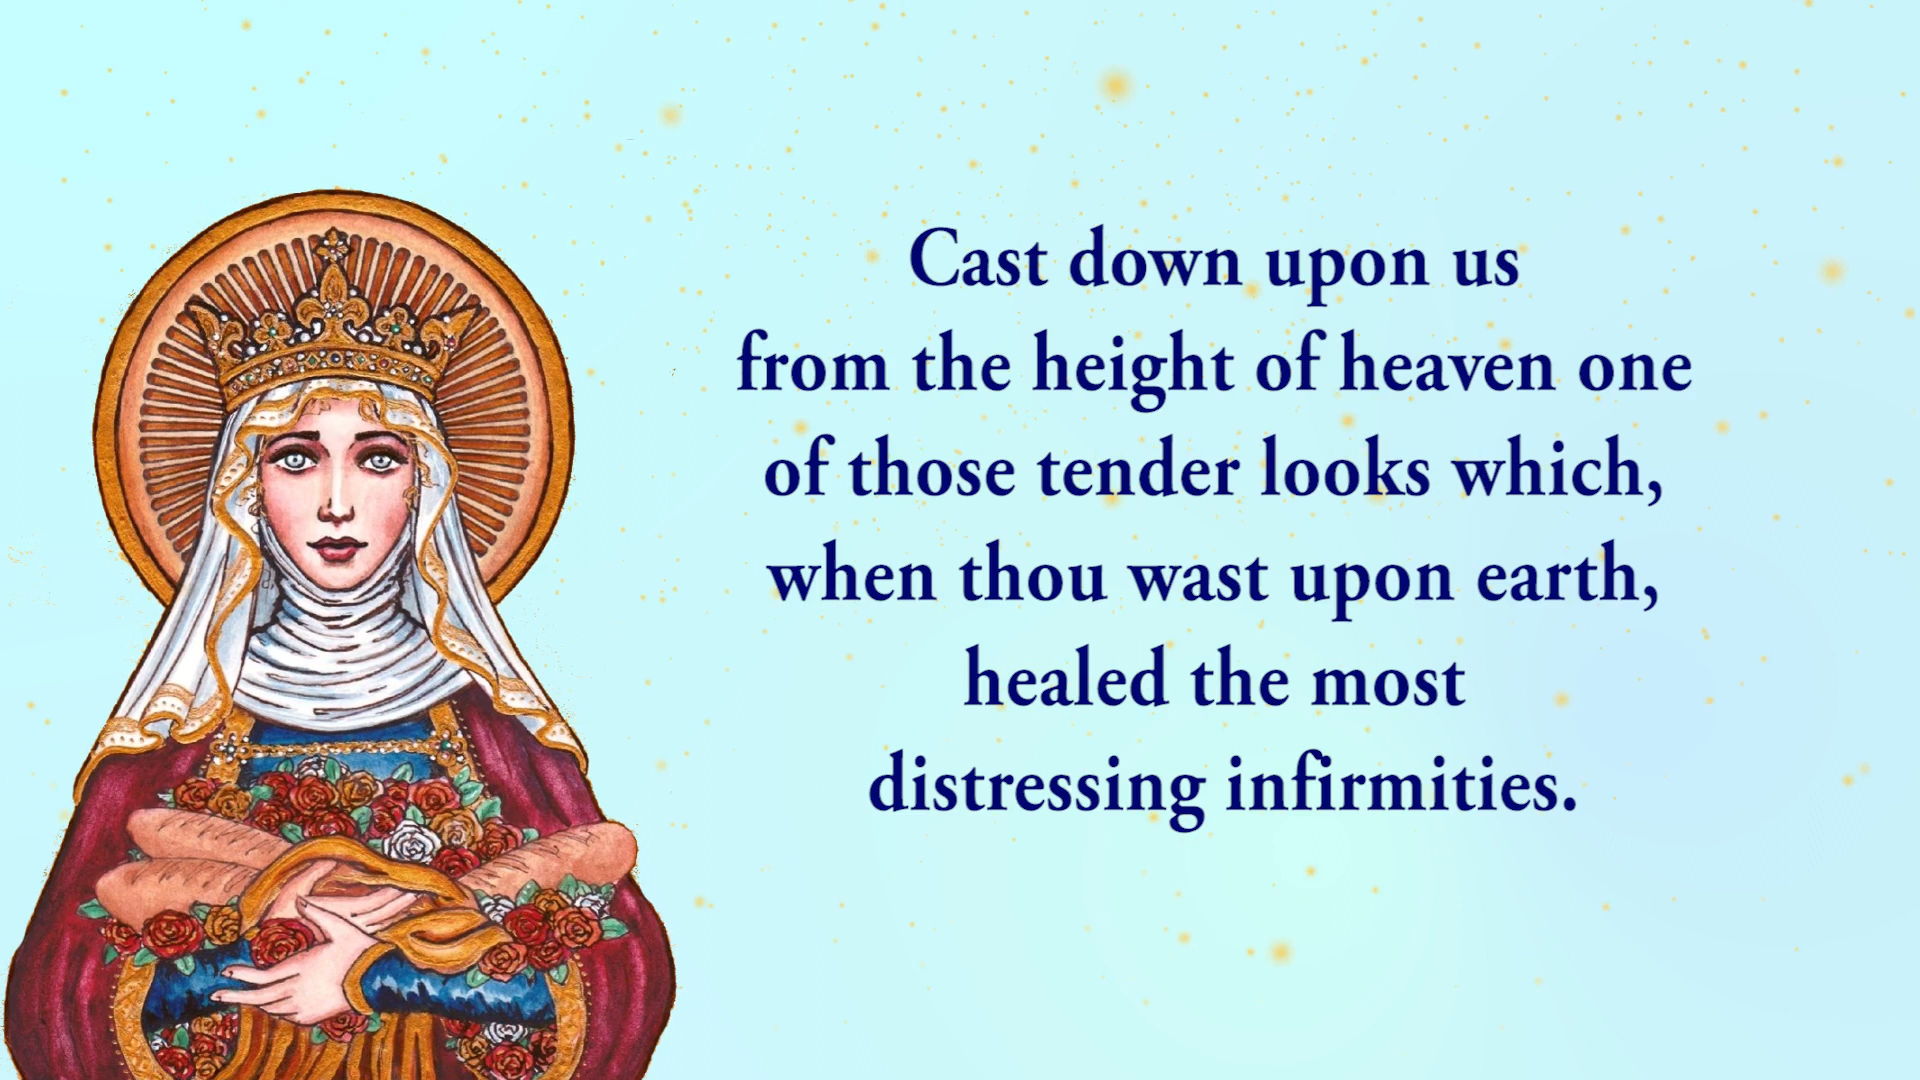 Cast down upon us
from the height of heaven one
of those tender looks which,
when thou wast upon earth,
healed the most
distressing infirmities.